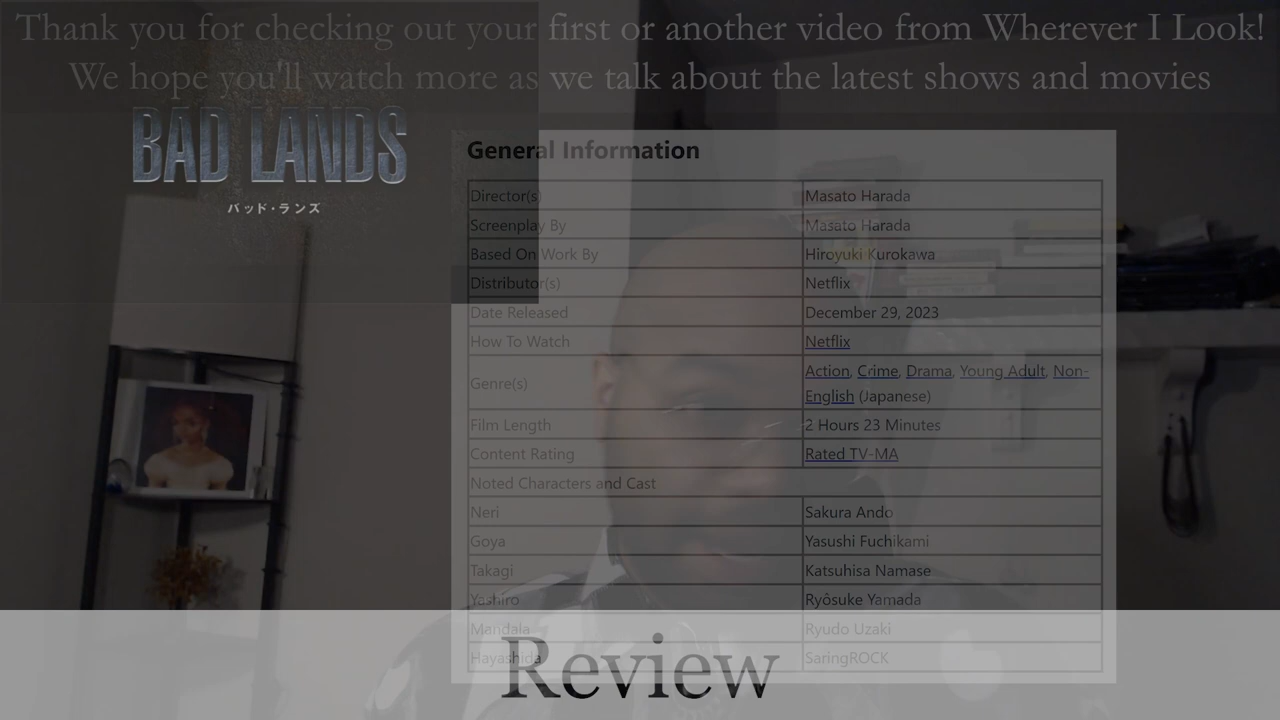 Thank you for checking out your first or another video from Wherever I Look!
We hope you'll watch more as we talk about the latest shows and movies
BAD LANDS
バッド・ランズ
General Information
Director(s) Masato Harada
Screenplay By Masato Harada
Based On Work By Hiroyuki Kurokawa
Distributor(s) Netflix
Date Released December 29, 2023
How To Watch Netflix
Genre(s) Action, Crime, Drama, Young Adult, Non-
English (Japanese)
Film Length 2 Hours 23 Minutes
Content Rating Rated TV-MA
Noted Characters and Cast
Neri Sakura Ando
Goya Yasushi Fuchikami
Takagi Katsuhisa Namase
Yashiro Ryôsuke Yamada
Mandala Ryudo Uzaki
Hayashida SaringROCK
Review